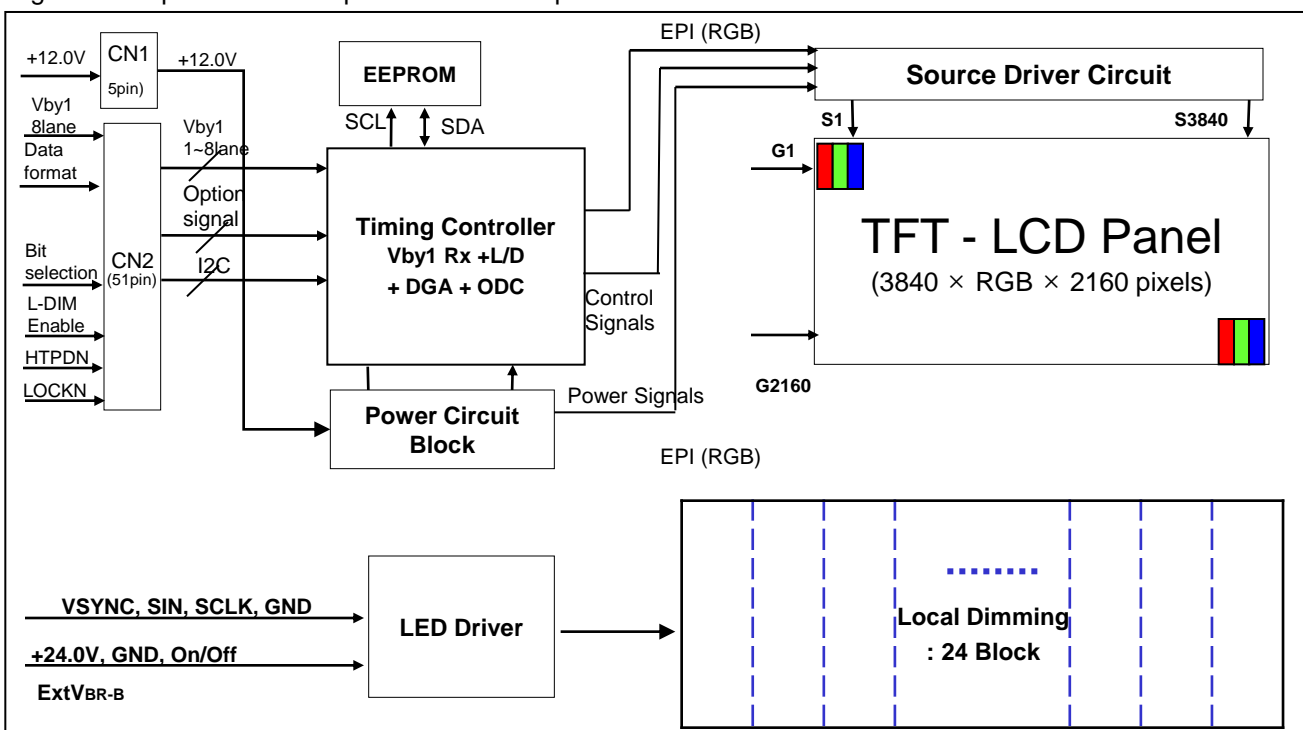 EPI (RGB)
+12.0V
CN1
5pin)
+12.0V
EEPROM
Source Driver Circuit
Vby1
8lane
Data
format
Vby1
1~8lane
SCL
SDA
S1
S3840
G1
Option
signal
Timing Controller
Vby1 Rx +L/D
+ DGA + ODC
TFT - LCD Panel
(3840 × RGB × 2160 pixels)
Bit
selection
CN2
(51pin)
I2C
L-DIM
Enable
Control
Signals
HTPDN
LOCKN
G2160
Power Signals
Power Circuit
Block
EPI (RGB)
VSYNC, SIN, SCLK, GND
LED Driver
Local Dimming
: 24 Block
+24.0V, GND, On/Off
ExtVBR-B